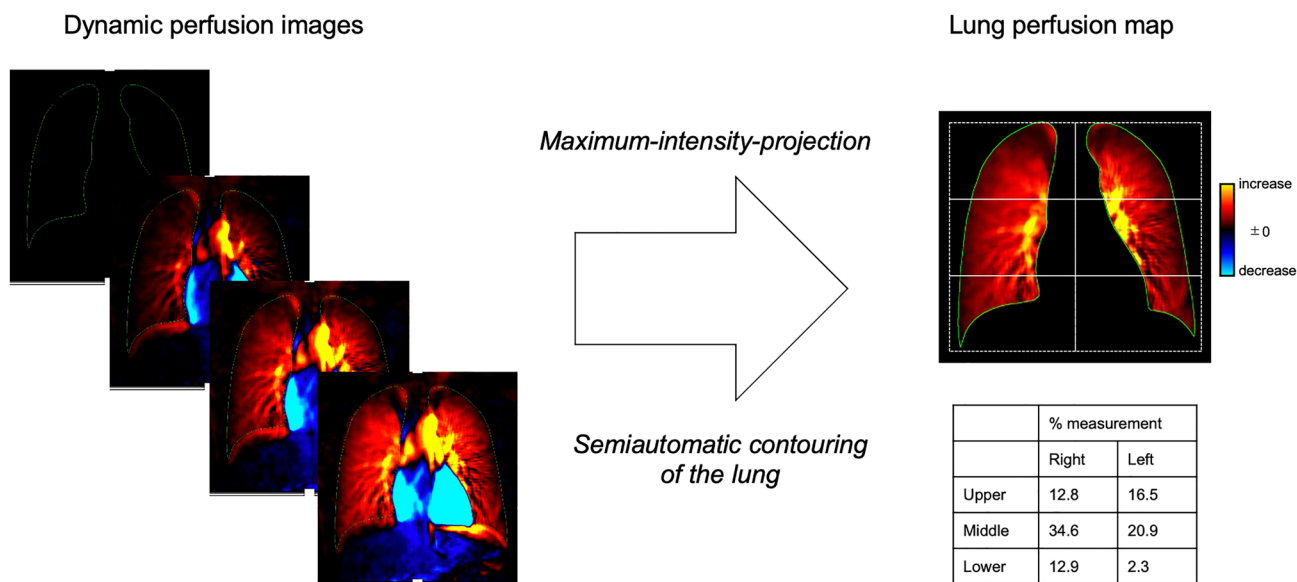 Dynamic perfusion images
Lung perfusion map
Maximum-intensity-projection
Semiautomatic contouring
of the lung
increase
±0
decrease
% measurement
Right Left
Upper 12.8 16.5
Middle 34.6 20.9
Lower 12.9 2.3